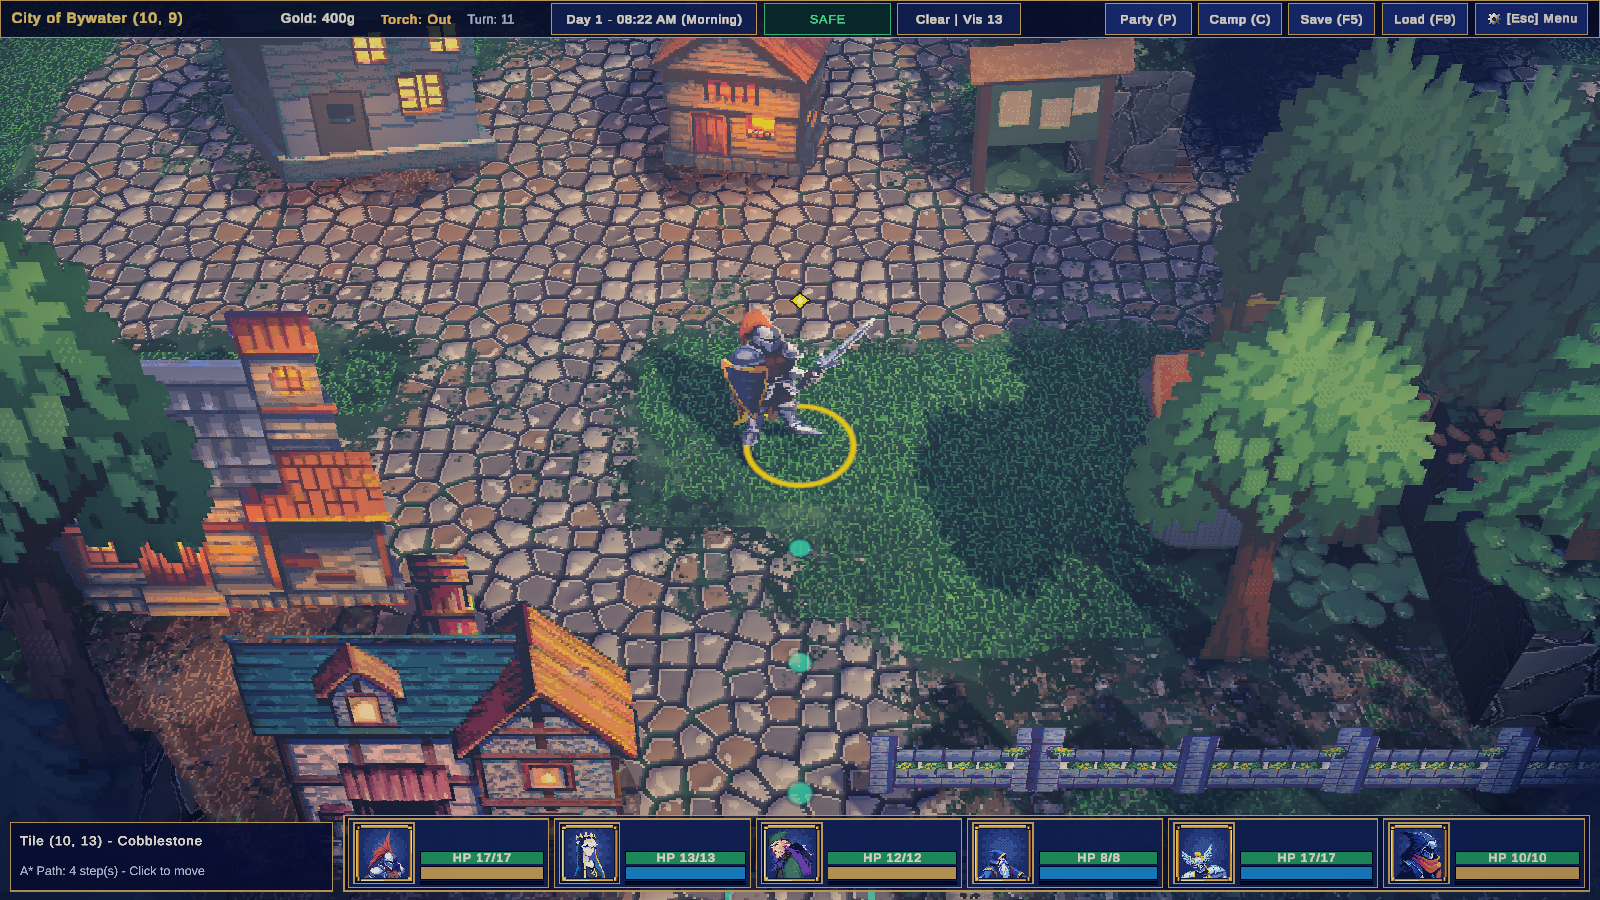 City of Bywater (10, 9)
Gold: 400g
Torch: Out
Turn: 11
Day 1 - 08:22 AM (Morning)
SAFE
Clear | Vis 13
Party (P)
Camp (C)
Save (F5)
Load (F9)
[Esc] Menu
Tile (10, 13) - Cobblestone
A* Path: 4 step(s) - Click to move
HP 17/17
HP 13/13
HP 12/12
HP 8/8
HP 17/17
HP 10/10